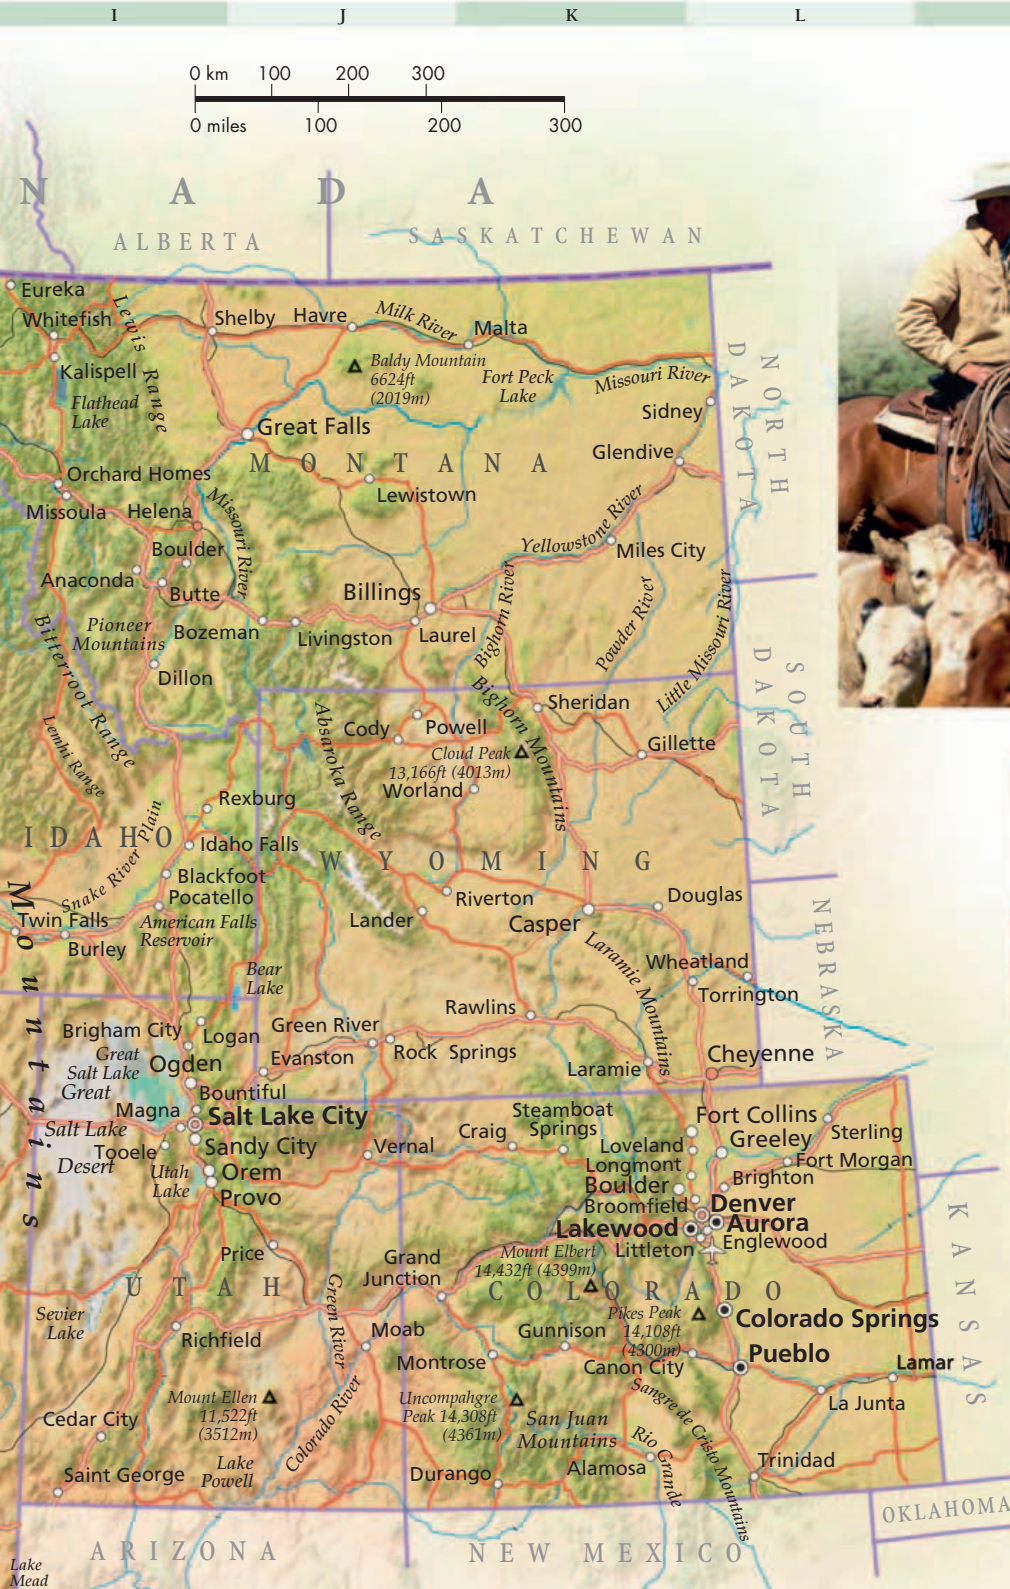 I J K L
0 km 100 200 300
0 miles 100 200 300
N A D A
ALBERTA
SASKATCHEWAN
Eureka
Whitefish
Lewis Range
Shelby
Havre
Milk River
Malta
Kalispell
Baldy Mountain
6624ft
(2019m)
Fort Peck
Lake
Missouri River
NORTH
DAKOTA
Flathead
Lake
Sidney
Great Falls
Glendive
MONTANA
Orchard Homes
Lewistown
Missoula
Helena
Missouri River
Yellowstone River
Miles City
Boulder
Anaconda
Butte
Billings
Bighorn River
Powder River
Little Missouri River
Pioneer
Mountains
Bozeman
Livingston
Laurel
Bitterroot Range
Dillon
SOUTH
DAKOTA
Lemhi Range
Absaroka Range
Cody
Powell
Bighorn Mountains
Sheridan
Gillette
Cloud Peak
13,166ft (4013m)
Worland
Rexburg
IDAHO
Snake River Plain
Idaho Falls
WYOMING
Blackfoot
Pocatello
Riverton
Douglas
Mountains
Twin Falls
American Falls
Reservoir
Lander
Casper
NEBRASKA
Burley
Laramie Mountains
Wheatland
Bear
Lake
Torrington
Rawlins
Brigham City
Logan
Green River
Rock Springs
Evanston
Great
Salt Lake
Ogden
Cheyenne
Laramie
Great
Salt Lake
Desert
Bountiful
Magna
Salt Lake City
Steamboat
Springs
Fort Collins
Craig
Greeley
Sterling
Tooele
Sandy City
Vernal
Loveland
Longmont
Fort Morgan
Utah
Lake
Orem
Provo
Boulder
Brighton
Broomfield
Denver
Lakewood
Aurora
Price
Littleton
Englewood
KANSAS
Grand
Junction
Mount Elbert
14,432ft (4399m)
UTAH
COLORADO
Green River
Sevier
Lake
Pikes Peak
14,108ft
(4300m)
Colorado Springs
Richfield
Moab
Gunnison
Montrose
Canon City
Pueblo
Lamar
Mount Ellen
11,522ft
(3512m)
Colorado River
Uncompahgre
Peak 14,308ft
(4361m)
San Juan
Mountains
Sangre de Cristo Mountains
La Junta
Cedar City
Rio Grande
Saint George
Lake
Powell
Durango
Alamosa
Trinidad
OKLAHOMA
ARIZONA
NEW MEXICO
Lake
Mead